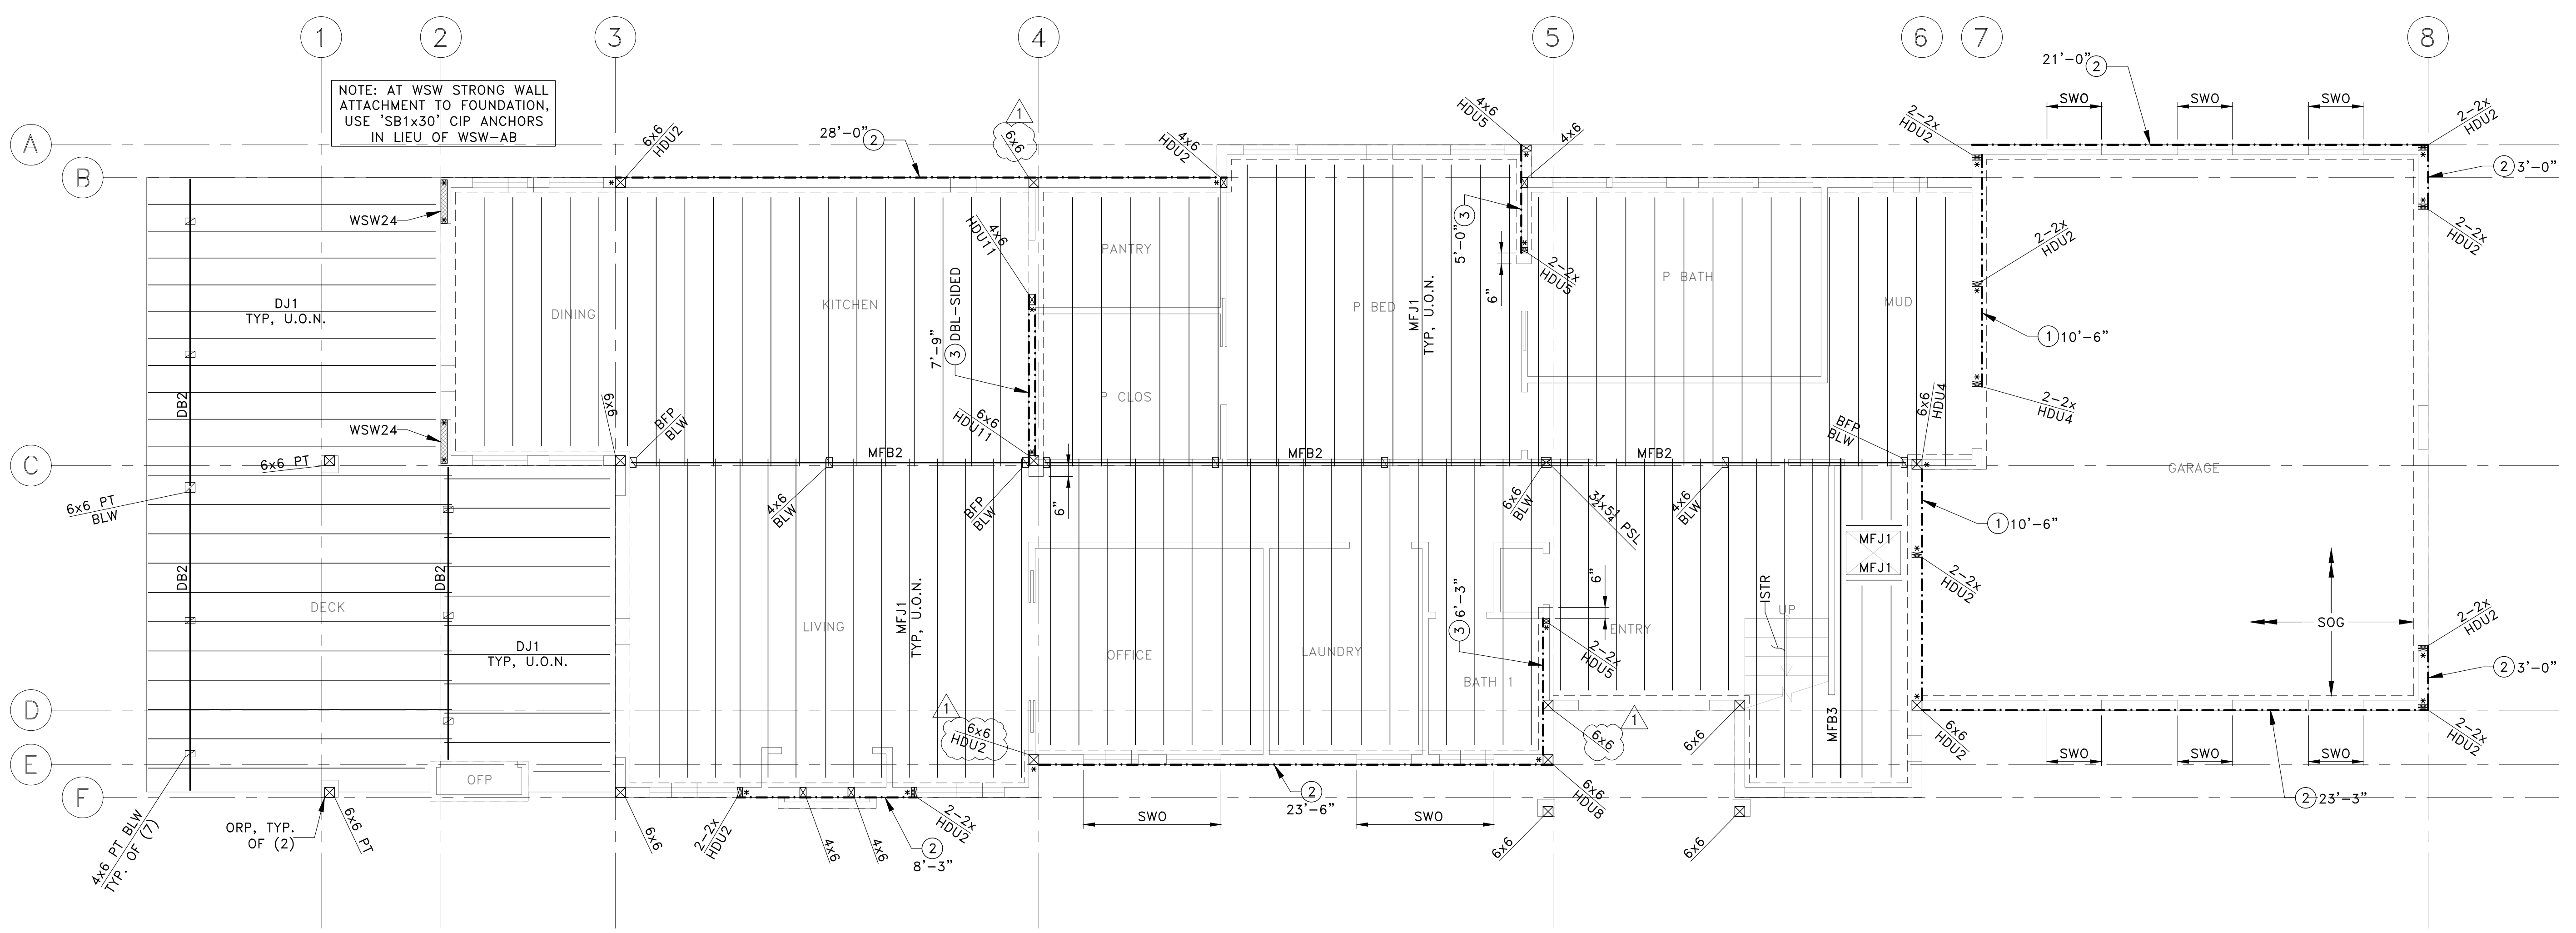 1
2
3
4
5
6
7
8
A
B
C
D
E
F
NOTE: AT WSW STRONG WALL
ATTACHMENT TO FOUNDATION,
USE 'SB1x30' CIP ANCHORS
IN LIEU OF WSW-AB
6x6
HDU2
28'-0" 2
1
6x6
4x6
HDU2
4x6
HDU5
4x6
2-2x
HDU2
21'-0" 2
SWO
SWO
SWO
2-2x
HDU2
2 3'-0"
2-2x
HDU2
WSW24
WSW24
DJ1
TYP, U.O.N.
DB2
DINING
KITCHEN
4x6
HDU11
7'-9"
3 DBL-SIDED
PANTRY
P CLOS
P BED
MFJ1
TYP, U.O.N.
5'-0" 3
6"
2-2x
HDU5
P BATH
MUD
2-2x
HDU2
1 10'-6"
2-2x
HDU4
6x6
HDU4
BFP
BLW
6x6
BFP
BLW
6x6
HDU11
MFB2
MFB2
MFB2
6x6 PT
6x6 PT
BLW
4x6
BLW
BFP
BLW
6"
6x6
BLW
3½x5¼ PSL
4x6
BLW
GARAGE
1 10'-6"
MFJ1
MFJ1
2-2x
HDU2
DB2
DB2
DECK
DJ1
TYP, U.O.N.
LIVING
MFJ1
TYP, U.O.N.
OFFICE
LAUNDRY
BATH 1
3 6'-3"
6"
2-2x
HDU5
ENTRY
ISTR
UP
MFB3
SOG
2-2x
HDU2
2 3'-0"
2-2x
HDU2
1
6x6
HDU2
1
6x6
6x6
6x6
HDU2
SWO
SWO
SWO
2 23'-3"
OFP
4x6 PT BLW
TYP. OF (7)
ORP, TYP.
OF (2)
6x6 PT
6x6
2-2x
HDU2
4x6
4x6
2-2x
HDU2
2
8'-3"
SWO
2
23'-6"
SWO
6x6
HDU8
6x6
6x6